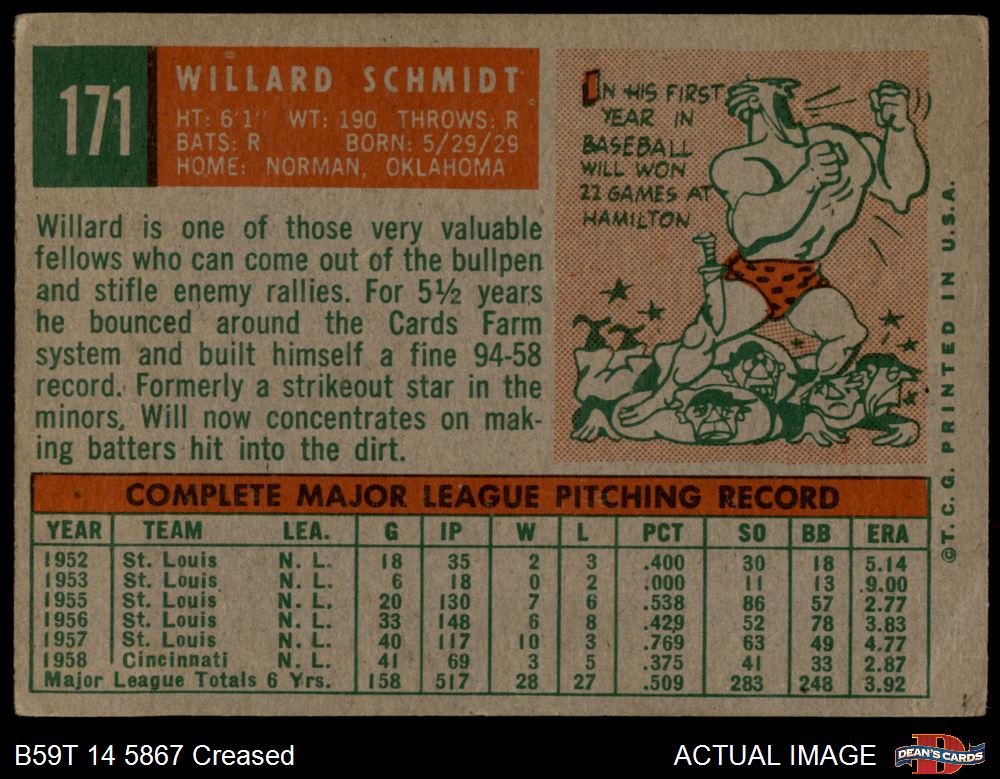 171
WILLARD SCHMIDT
HT: 6'1" WT: 190 THROWS: R
BATS: R BORN: 5/29/29
HOME: NORMAN, OKLAHOMA
IN HIS FIRST
YEAR IN
BASEBALL
WILL WON
22 GAMES AT
HAMILTON
Willard is one of those very valuable
fellows who can come out of the bullpen
and stifle enemy rallies. For 5½ years
he bounced around the Cards Farm
system and built himself a fine 94-58
record. Formerly a strikeout star in the
minors, Will now concentrates on mak-
ing batters hit into the dirt.
©T. C. G. PRINTED IN U.S.A.
COMPLETE MAJOR LEAGUE PITCHING RECORD
YEAR TEAM LEA. G IP W L PCT SO BB ERA
1952 St. Louis N. L. 18 35 2 3 .400 30 18 5.14
1953 St. Louis N. L. 6 18 0 2 .000 11 13 9.00
1955 St. Louis N. L. 20 130 7 6 .538 86 57 2.77
1956 St. Louis N. L. 33 148 6 8 .429 52 78 3.83
1957 St. Louis N. L. 40 117 10 3 .769 63 49 4.77
1958 Cincinnati N. L. 41 69 3 5 .375 41 33 2.87
Major League Totals 6 Yrs. 158 517 28 27 .509 283 248 3.92
B59T 14 5867 Creased
ACTUAL IMAGE
DEAN'S CARDS